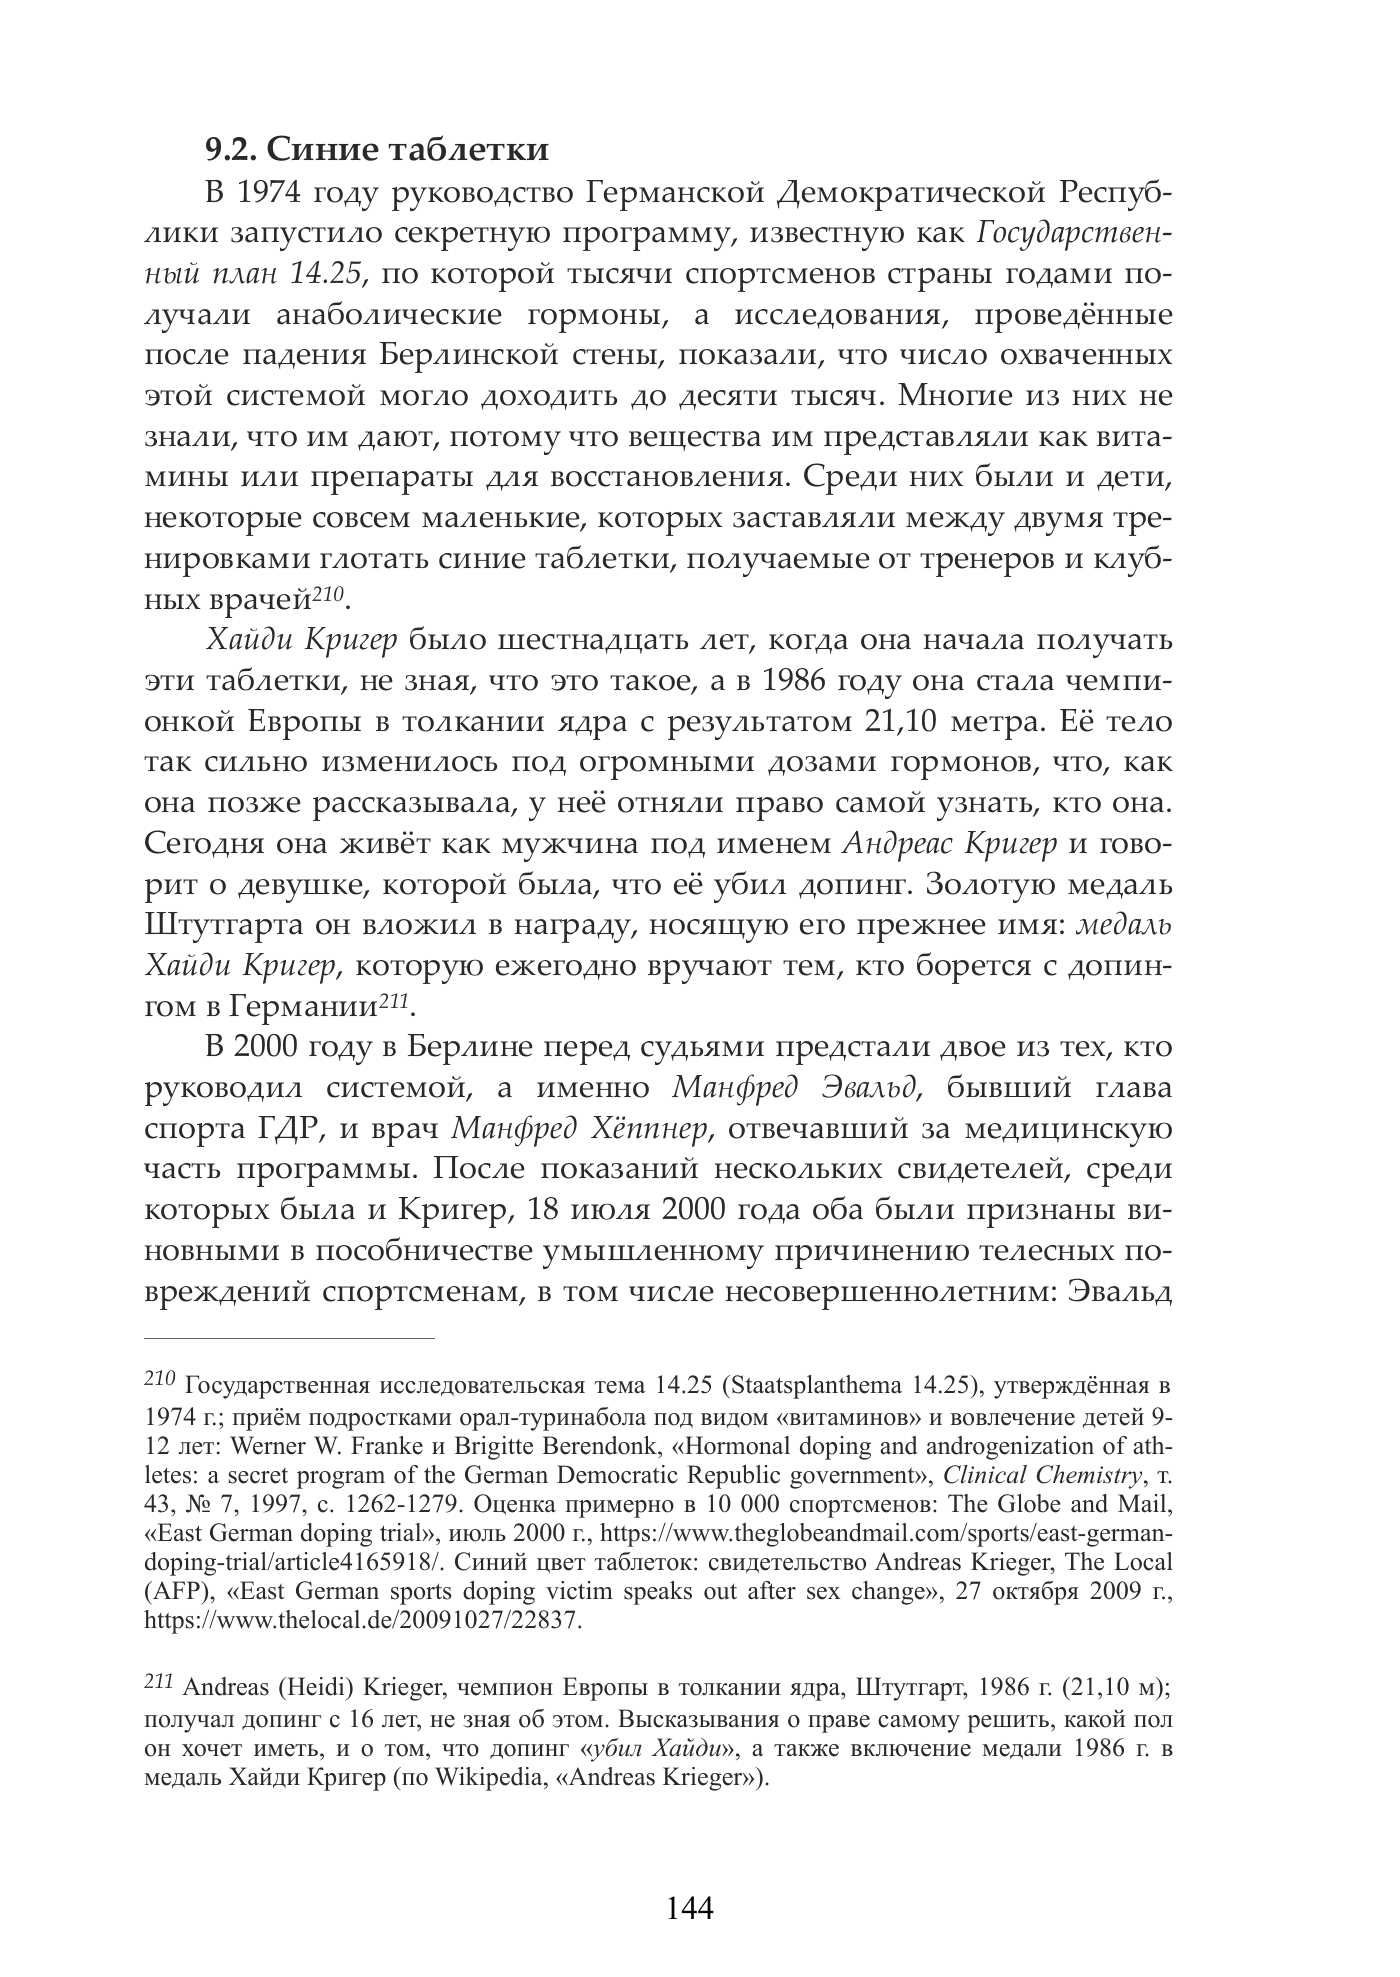 9.2. Синие таблетки
В 1974 году руководство Германской Демократической Респуб-
лики запустило секретную программу, известную как Государствен-
ный план 14.25, по которой тысячи спортсменов страны годами по-
лучали анаболические гормоны, а исследования, проведённые
после падения Берлинской стены, показали, что число охваченных
этой системой могло доходить до десяти тысяч. Многие из них не
знали, что им дают, потому что вещества им представляли как вита-
мины или препараты для восстановления. Среди них были и дети,
некоторые совсем маленькие, которых заставляли между двумя тре-
нировками глотать синие таблетки, получаемые от тренеров и клуб-
ных врачей210.
Хайди Кригер было шестнадцать лет, когда она начала получать
эти таблетки, не зная, что это такое, а в 1986 году она стала чемпи-
онкой Европы в толкании ядра с результатом 21,10 метра. Её тело
так сильно изменилось под огромными дозами гормонов, что, как
она позже рассказывала, у неё отняли право самой узнать, кто она.
Сегодня она живёт как мужчина под именем Андреас Кригер и гово-
рит о девушке, которой была, что её убил допинг. Золотую медаль
Штутгарта он вложил в награду, носящую его прежнее имя: медаль
Хайди Кригер, которую ежегодно вручают тем, кто борется с допин-
гом в Германии211.
В 2000 году в Берлине перед судьями предстали двое из тех, кто
руководил системой, а именно Манфред Эвальд, бывший глава
спорта ГДР, и врач Манфред Хёппнер, отвечавший за медицинскую
часть программы. После показаний нескольких свидетелей, среди
которых была и Кригер, 18 июля 2000 года оба были признаны ви-
новными в пособничестве умышленному причинению телесных по-
вреждений спортсменам, в том числе несовершеннолетним: Эвальд
210 Государственная исследовательская тема 14.25 (Staatsplanthema 14.25), утверждённая в
1974 г.; приём подростками орал-туринабола под видом «витаминов» и вовлечение детей 9-
12 лет: Werner W. Franke и Brigitte Berendonk, «Hormonal doping and androgenization of ath-
letes: a secret program of the German Democratic Republic government», Clinical Chemistry, т.
43, № 7, 1997, с. 1262-1279. Оценка примерно в 10 000 спортсменов: The Globe and Mail,
«East German doping trial», июль 2000 г., https://www.theglobeandmail.com/sports/east-german-
doping-trial/article4165918/. Синий цвет таблеток: свидетельство Andreas Krieger, The Local
(AFP), «East German sports doping victim speaks out after sex change», 27 октября 2009 г.,
https://www.thelocal.de/20091027/22837.
211 Andreas (Heidi) Krieger, чемпион Европы в толкании ядра, Штутгарт, 1986 г. (21,10 м);
получал допинг с 16 лет, не зная об этом. Высказывания о праве самому решить, какой пол
он хочет иметь, и о том, что допинг «убил Хайди», а также включение медали 1986 г. в
медаль Хайди Кригер (по Wikipedia, «Andreas Krieger»).
144